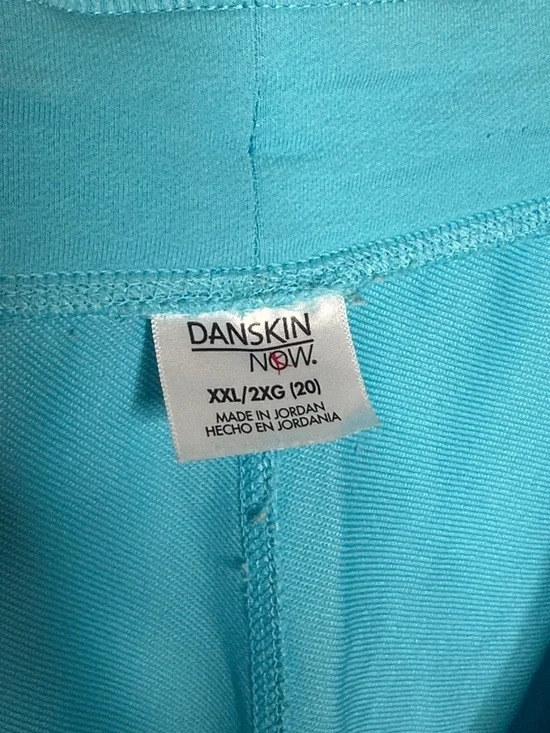 DANSKIN
NOW.
XXL/2XG (20)
MADE IN JORDAN
HECHO EN JORDANIA